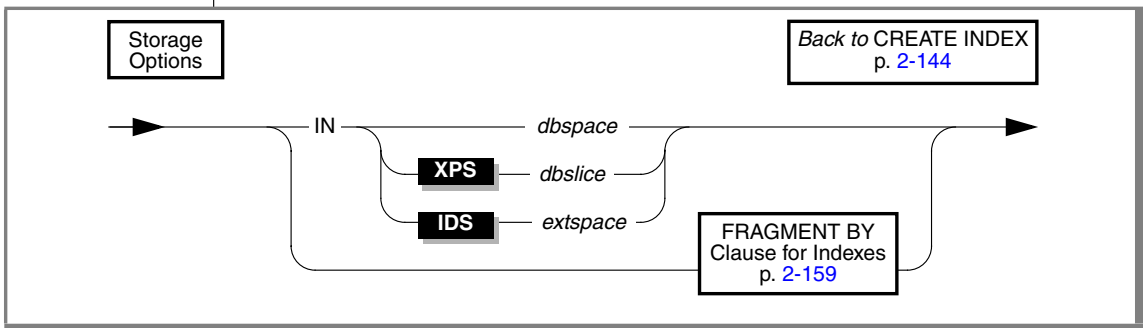 Storage
Options
Back to CREATE INDEX
p. 2-144
IN
dbspace
XPS
dbslice
IDS
extspace
FRAGMENT BY
Clause for Indexes
p. 2-159